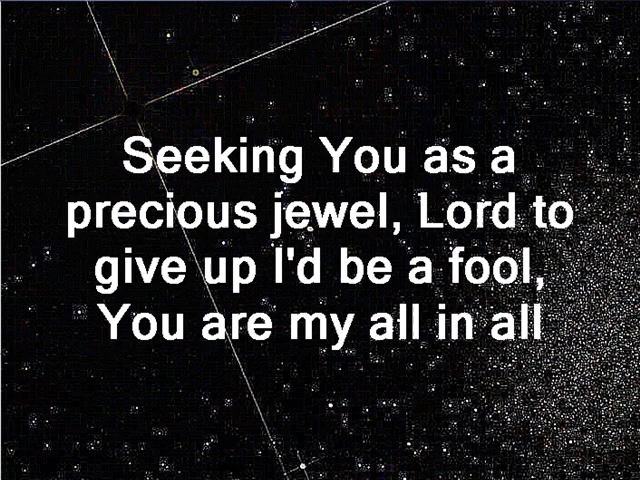 Seeking You as a
precious jewel, Lord to
give up I'd be a fool,
You are my all in all